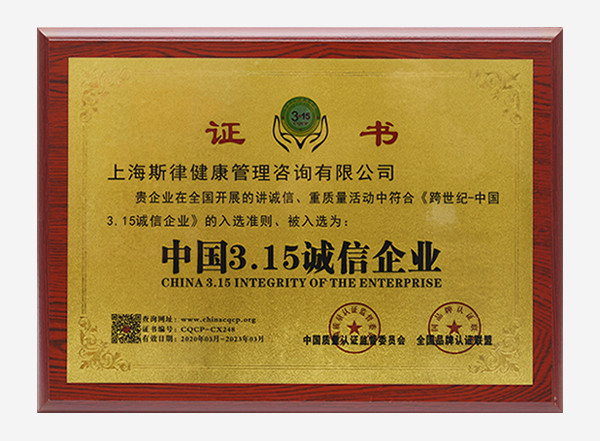 3·15
证 书
上海斯律健康管理咨询有限公司
贵企业在全国开展的讲诚信、重质量活动中符合《跨世纪-中国
3.15诚信企业》的入选准则、被入选为:
中国3.15诚信企业
CHINA 3.15 INTEGRITY OF THE ENTERPRISE
查询网址: www.chinacqcp.org
证书编号: CQCP-CX248
有效日期: 2020年03月-2023年03月
中国质量认证监督委员会 全国品牌认证联盟